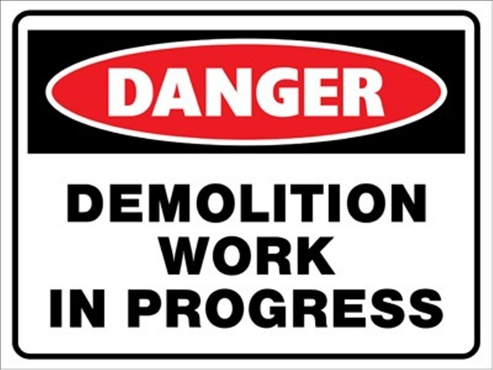 DANGER
DEMOLITION
WORK
IN PROGRESS